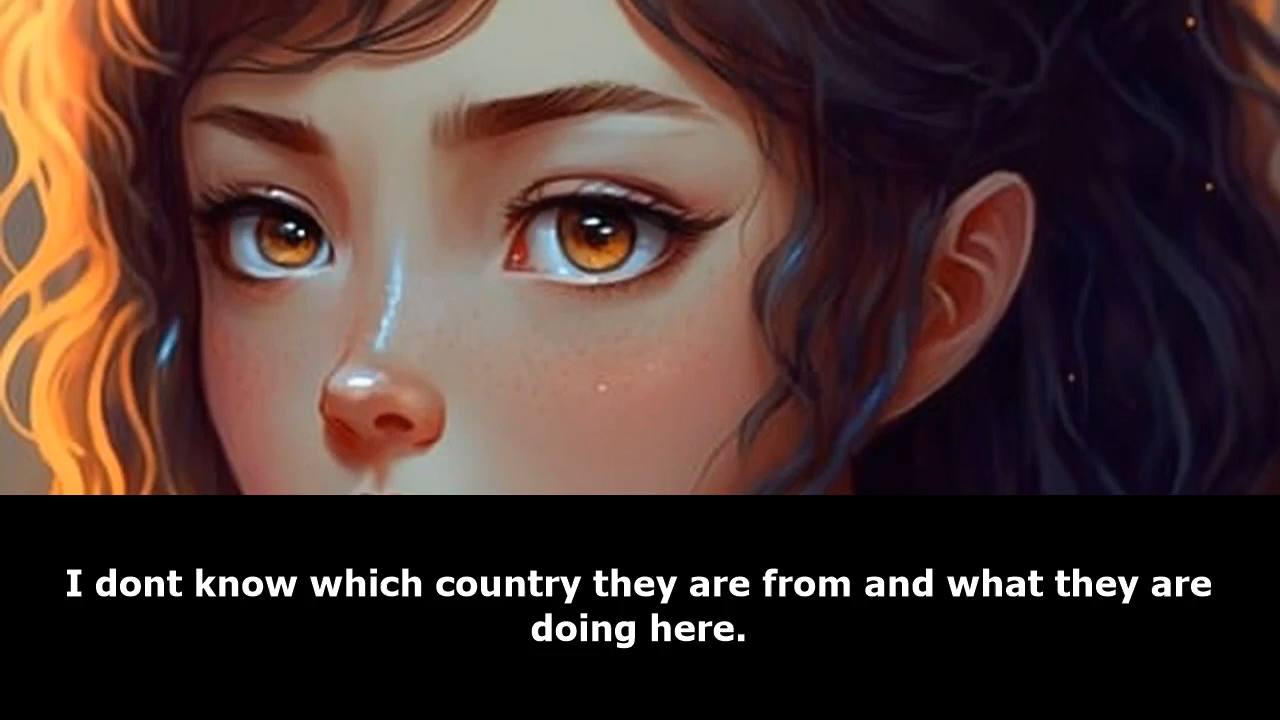 I dont know which country they are from and what they are
doing here.